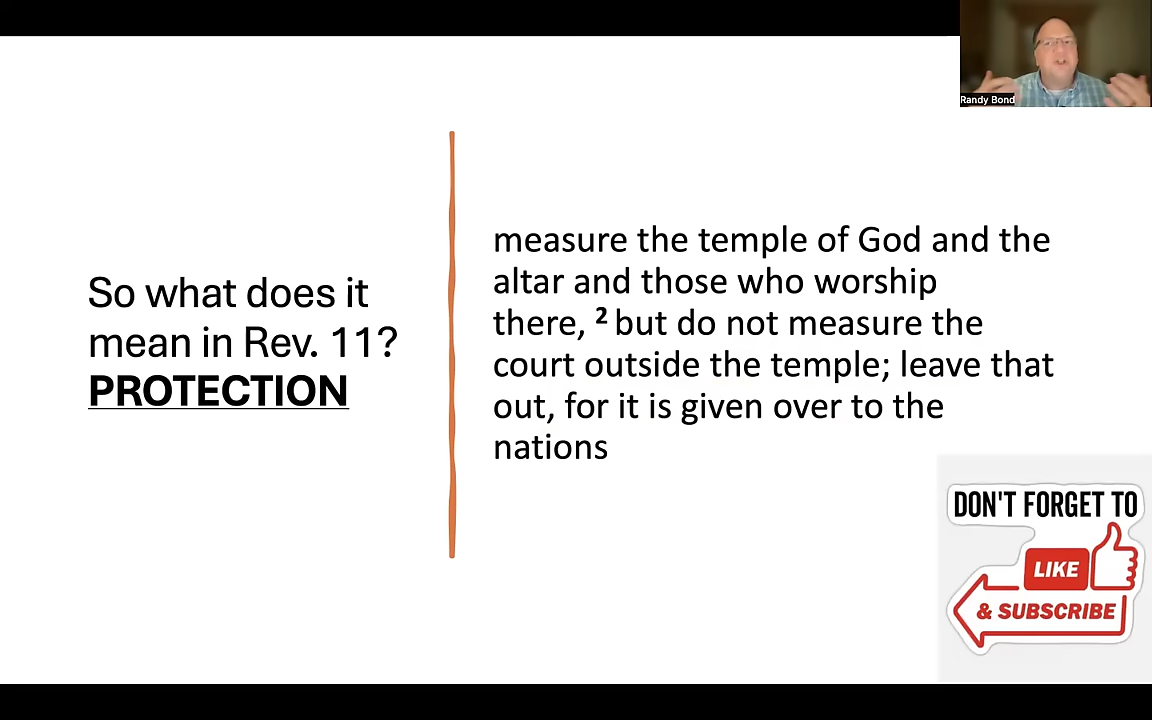 Randy Bond
So what does it
mean in Rev. 11?
PROTECTION
measure the temple of God and the
altar and those who worship
there, ² but do not measure the
court outside the temple; leave that
out, for it is given over to the
nations
DON'T FORGET TO
LIKE
& SUBSCRIBE